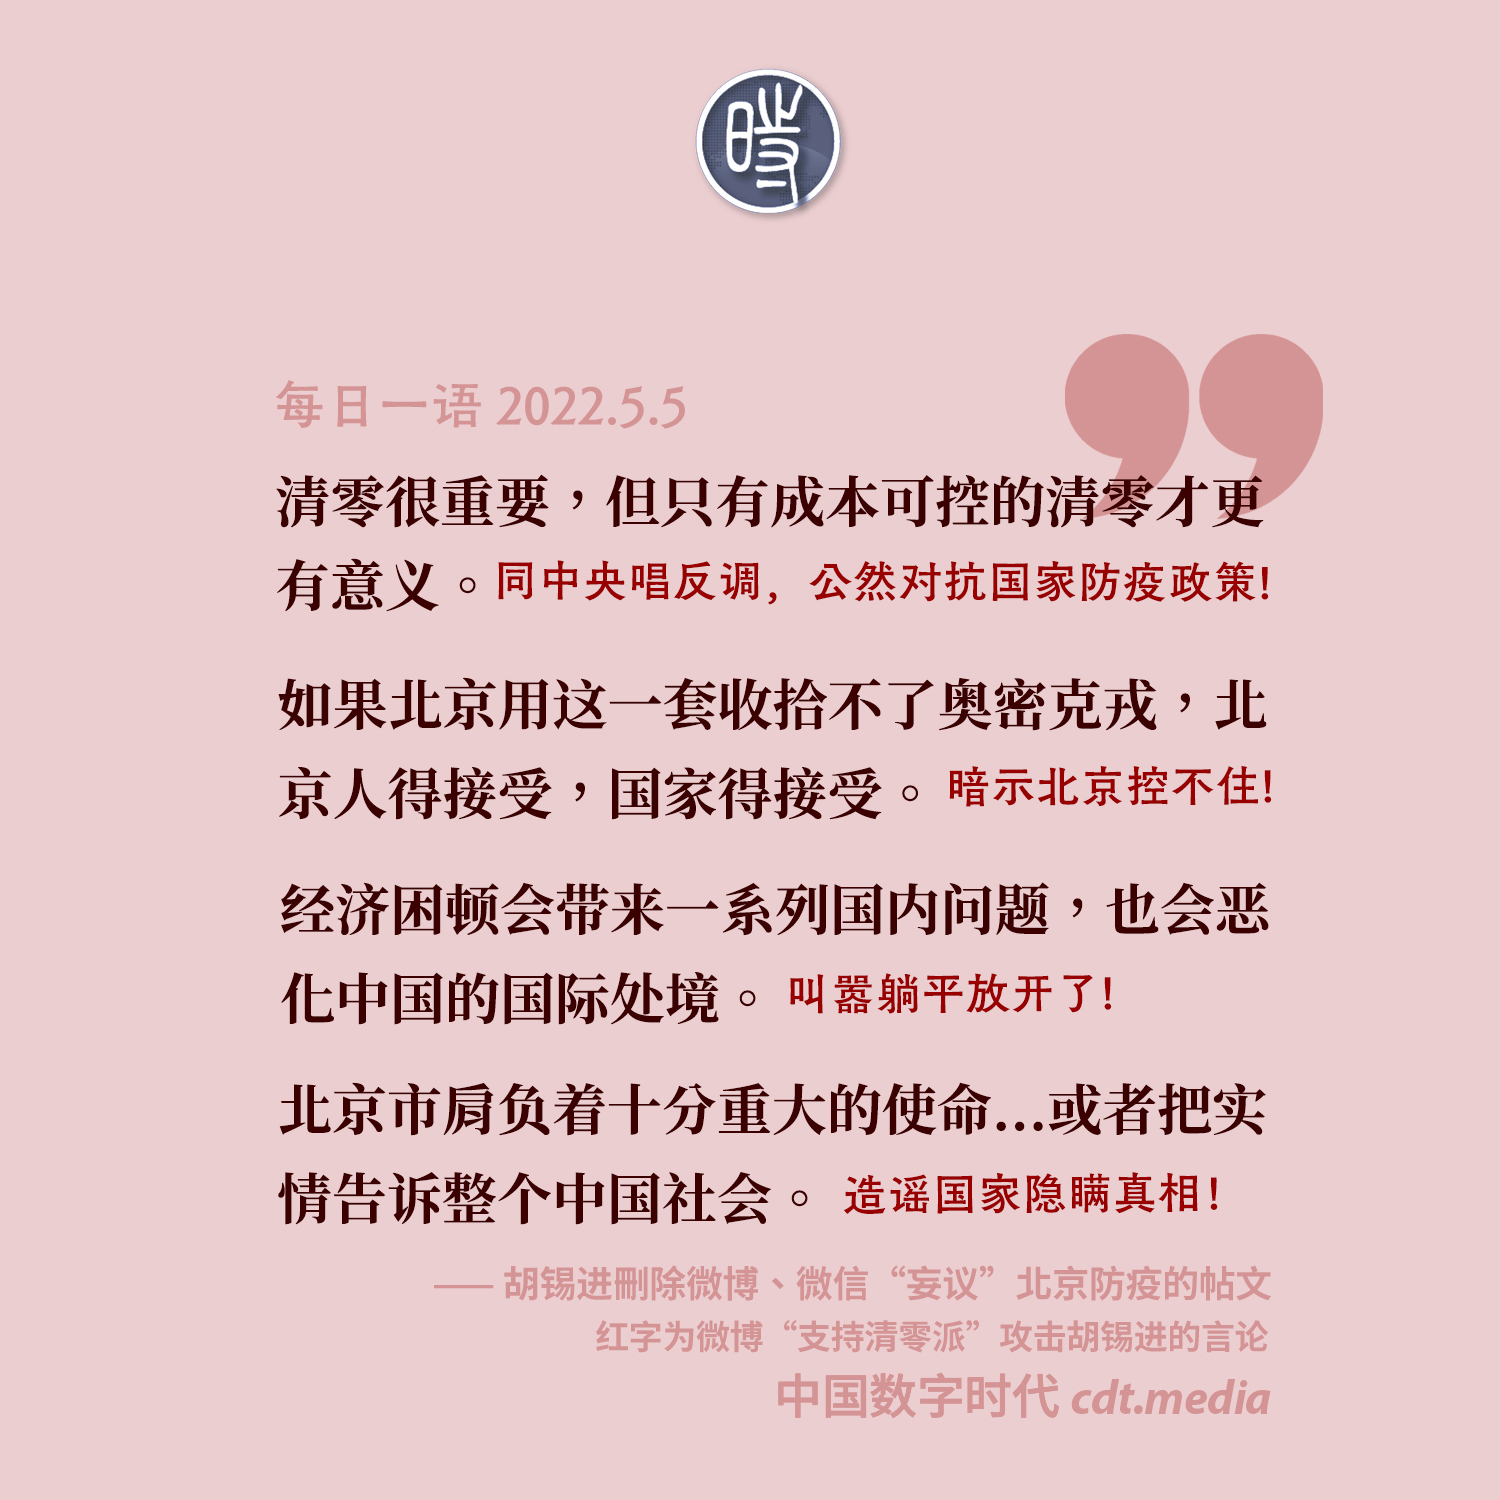 時
每日一语 2022.5.5
清零很重要，但只有成本可控的清零才更
有意义。同中央唱反调，公然对抗国家防疫政策！
如果北京用这一套收拾不了奥密克戎，北
京人得接受，国家得接受。暗示北京控不住！
经济困顿会带来一系列国内问题，也会恶
化中国的国际处境。叫嚣躺平放开了！
北京市肩负着十分重大的使命…或者把实
情告诉整个中国社会。造谣国家隐瞒真相！
—— 胡锡进刪除微博、微信“妄议”北京防疫的帖文
红字为微博“支持清零派”攻击胡锡进的言论
中国数字时代 cdt.media